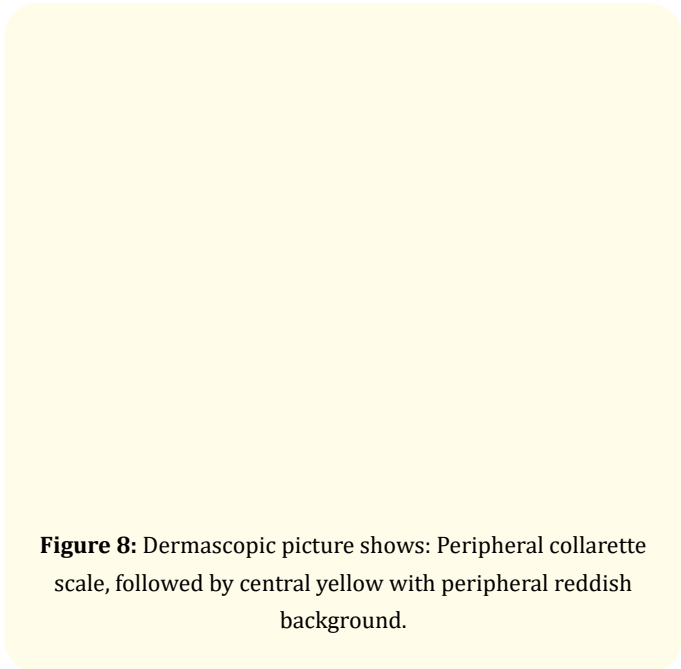 Figure 8: Dermascopic picture shows: Peripheral collarette
scale, followed by central yellow with peripheral reddish
background.